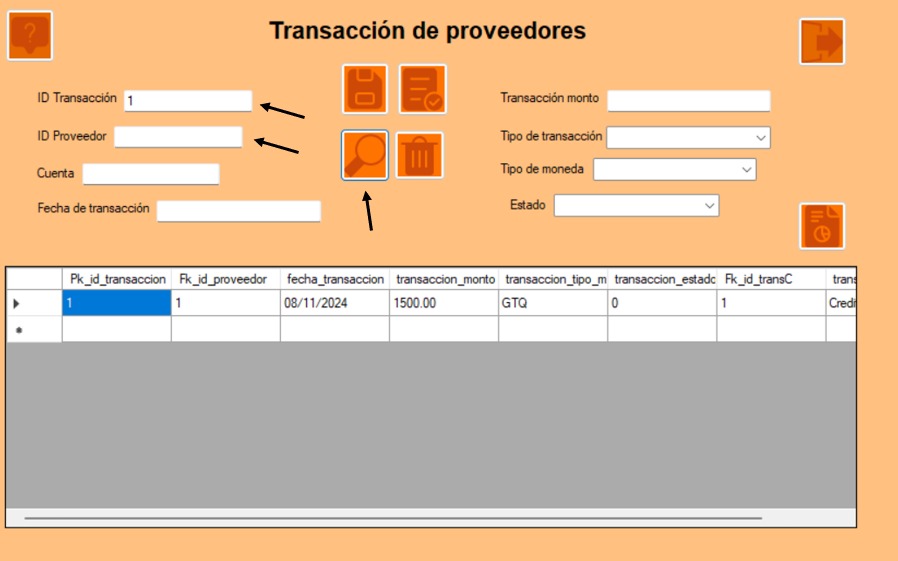 ?
Transacción de proveedores
ID Transacción 1
ID Proveedor
Cuenta
Fecha de transacción
Transacción monto
Tipo de transacción
Tipo de moneda
Estado
Pk_id_transaccion Fk_id_proveedor fecha_transaccion transaccion_monto transaccion_tipo_m transaccion_estado Fk_id_transC trans
1 1 08/11/2024 1500.00 GTQ 0 1 Credi